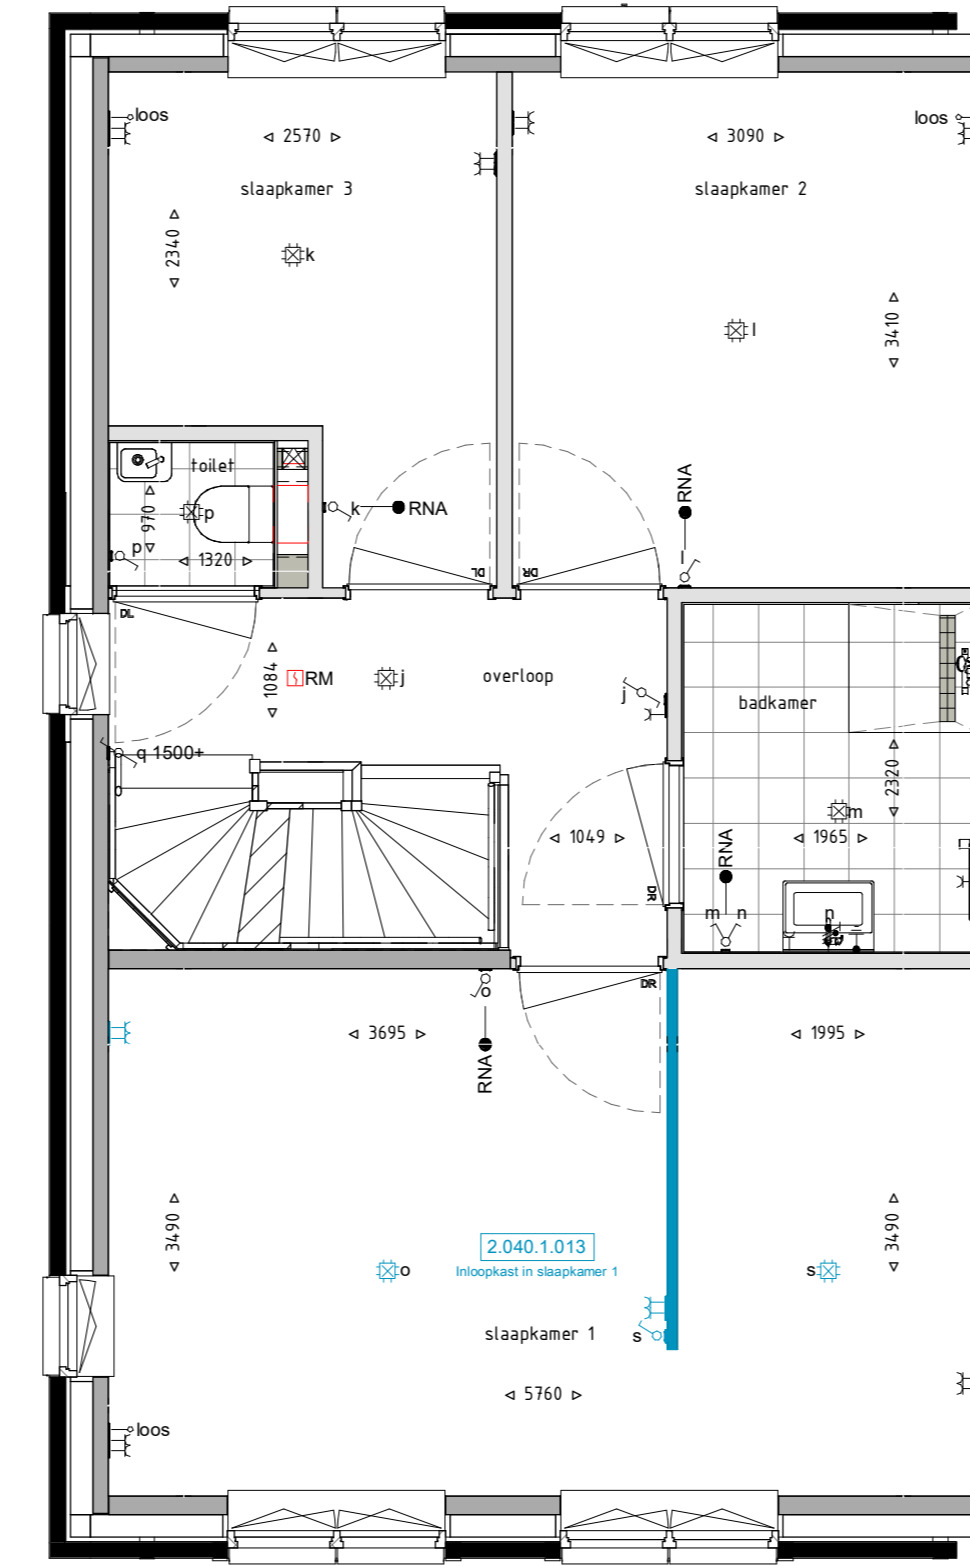 loos
2570
3090
loos
slaapkamer 3
slaapkamer 2
2340
k
l
3410
toilet
RNA
k
RNA
p
970
p
1320
l
DL
DR
DL
1084
RM
j
overloop
j
badkamer
q 1500+
2320
m
1049
1965
RNA
DR
m n
n
DR
o
3695
1995
RNA
3490
2.040.1.013
3490
Inloopkast in slaapkamer 1
o
s
slaapkamer 1
s
5760
loos